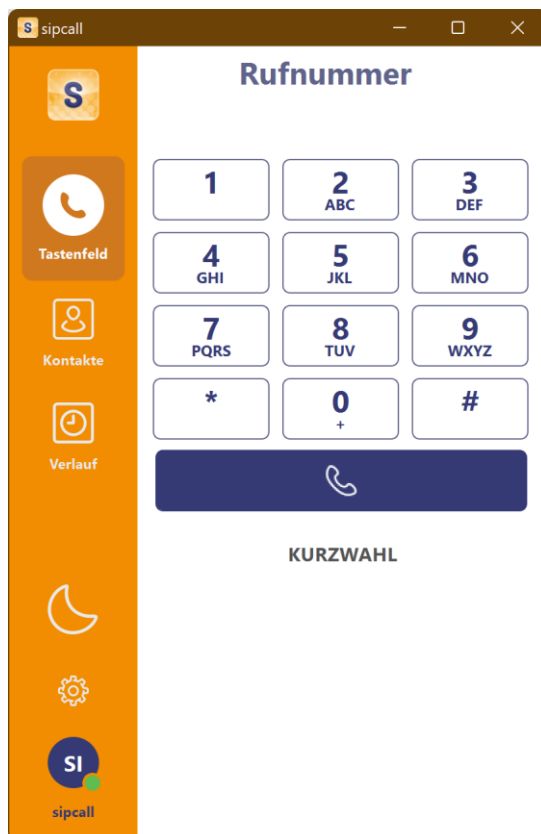 S sipcall
S
Rufnummer
Tastenfeld
Kontakte
Verlauf
SI
sipcall
1
2
ABC
3
DEF
4
GHI
5
JKL
6
MNO
7
PQRS
8
TUV
9
WXYZ
*
0
+
#
KURZWAHL